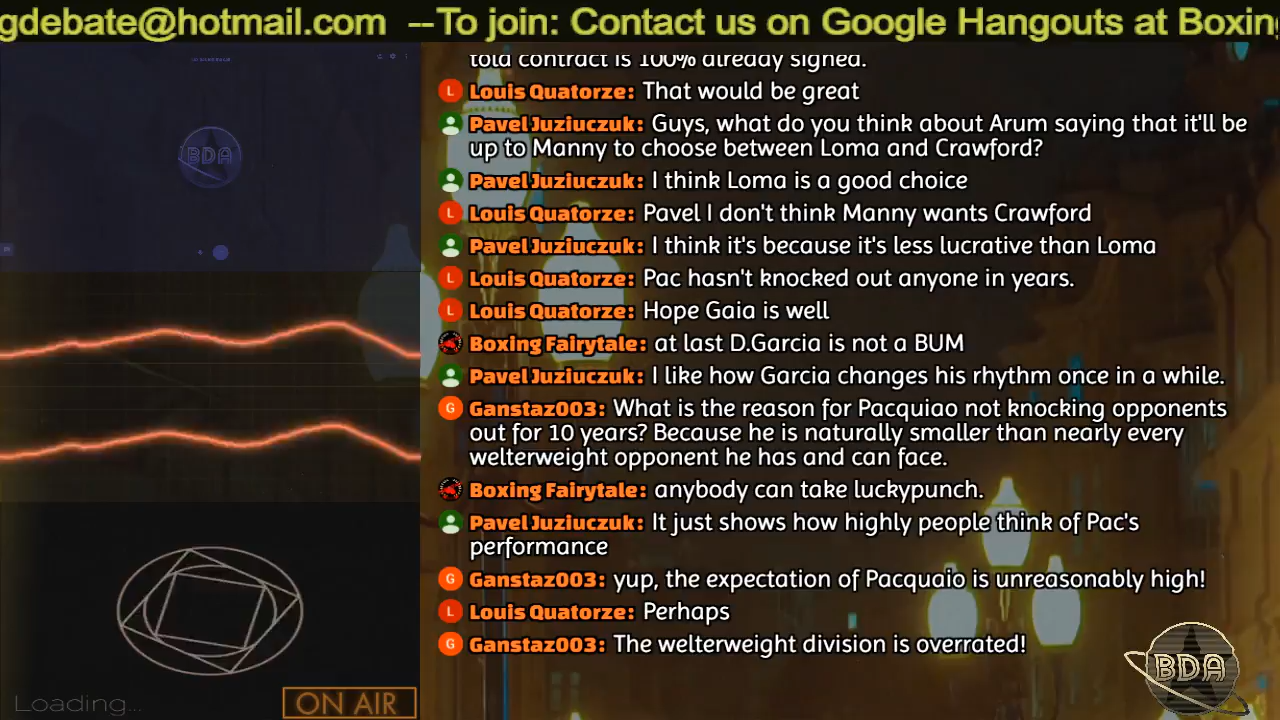 gdebate@hotmail.com --To join: Contact us on Google Hangouts at Boxing
told contract is 100% already signed.
L Louis Quatorze: That would be great
Pavel Juziuczuk: Guys, what do you think about Arum saying that it'll be
up to Manny to choose between Loma and Crawford?
Pavel Juziuczuk: I think Loma is a good choice
L Louis Quatorze: Pavel I don't think Manny wants Crawford
Pavel Juziuczuk: I think it's because it's less lucrative than Loma
L Louis Quatorze: Pac hasn't knocked out anyone in years.
L Louis Quatorze: Hope Gaia is well
Boxing Fairytale: at last D.Garcia is not a BUM
Pavel Juziuczuk: I like how Garcia changes his rhythm once in a while.
G Ganstaz003: What is the reason for Pacquiao not knocking opponents
out for 10 years? Because he is naturally smaller than nearly every
welterweight opponent he has and can face.
Boxing Fairytale: anybody can take luckypunch.
Pavel Juziuczuk: It just shows how highly people think of Pac's
performance
G Ganstaz003: yup, the expectation of Pacquaio is unreasonably high!
L Louis Quatorze: Perhaps
G Ganstaz003: The welterweight division is overrated!
BDA
Loading...
ON AIR
BDA